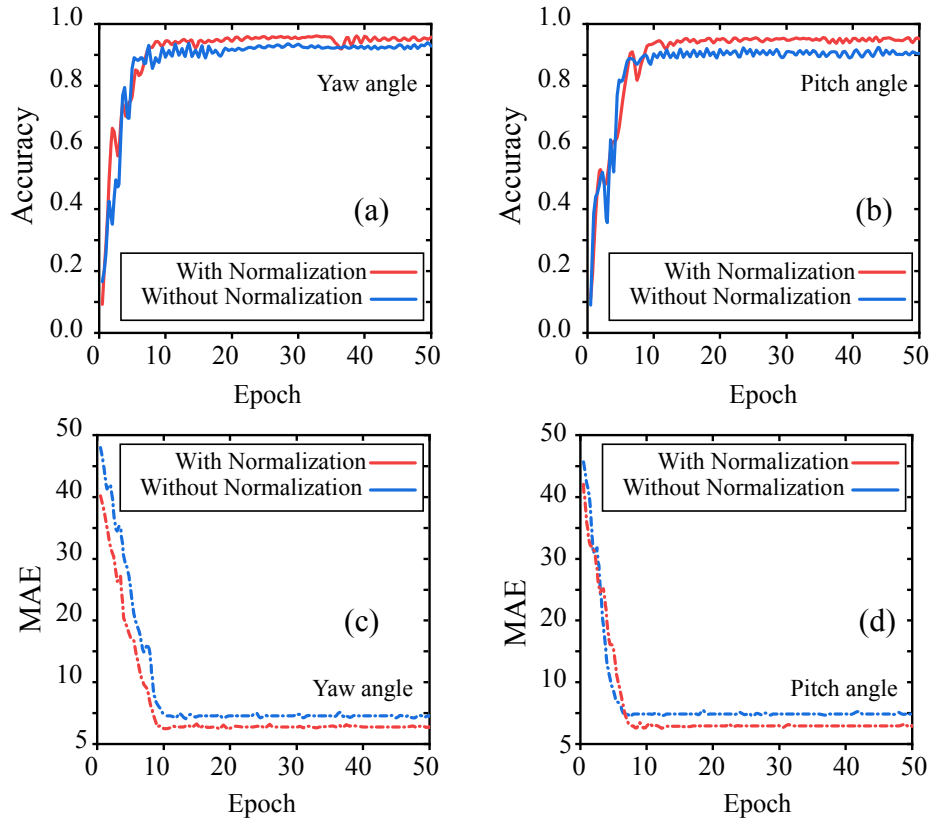 1.0
0.8
0.6
0.4
0.2
0.0
Accuracy
Yaw angle
(a)
With Normalization
Without Normalization
0 10 20 30 40 50
Epoch
1.0
0.8
0.6
0.4
0.2
0.0
Accuracy
Pitch angle
(b)
With Normalization
Without Normalization
0 10 20 30 40 50
Epoch
50
40
30
20
10
5
MAE
With Normalization
Without Normalization
(c)
Yaw angle
0 10 20 30 40 50
Epoch
50
40
30
20
10
5
MAE
With Normalization
Without Normalization
(d)
Pitch angle
0 10 20 30 40 50
Epoch